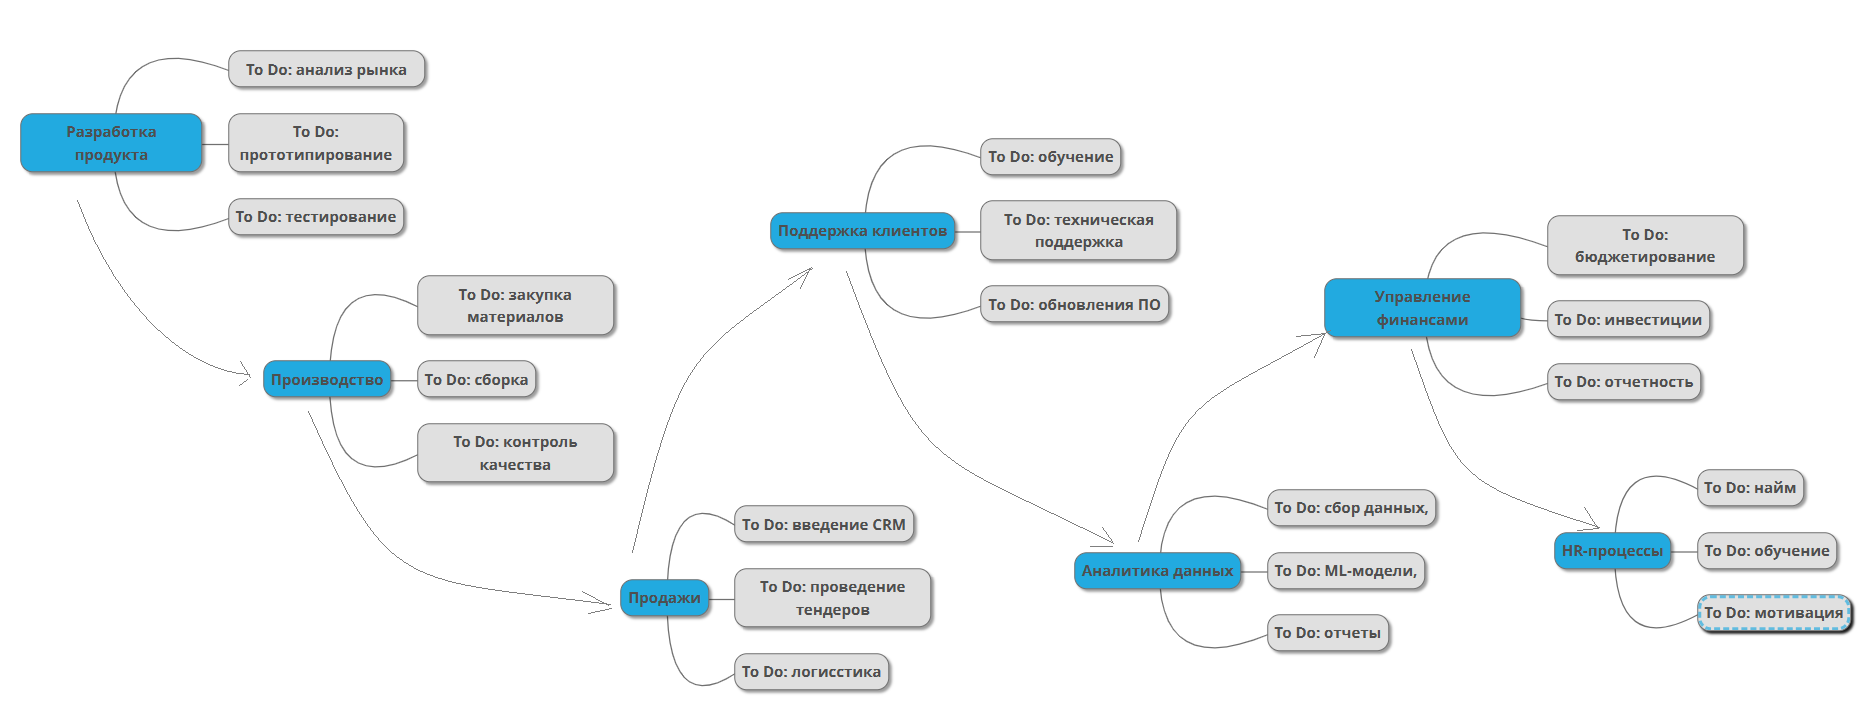 To Do: анализ рынка
Разработка
продукта
To Do:
прототипирование
To Do: тестирование
To Do: закупка
материалов
Производство
To Do: сборка
To Do: контроль
качества
To Do: введение CRM
Продажи
To Do: проведение
тендеров
To Do: логисстика
To Do: обучение
Поддержка клиентов
To Do: техническая
поддержка
To Do: обновления ПО
To Do: сбор данных,
Аналитика данных
To Do: ML-модели,
To Do: отчеты
To Do:
бюджетирование
Управление
финансами
To Do: инвестиции
To Do: отчетность
To Do: найм
HR-процессы
To Do: обучение
To Do: мотивация